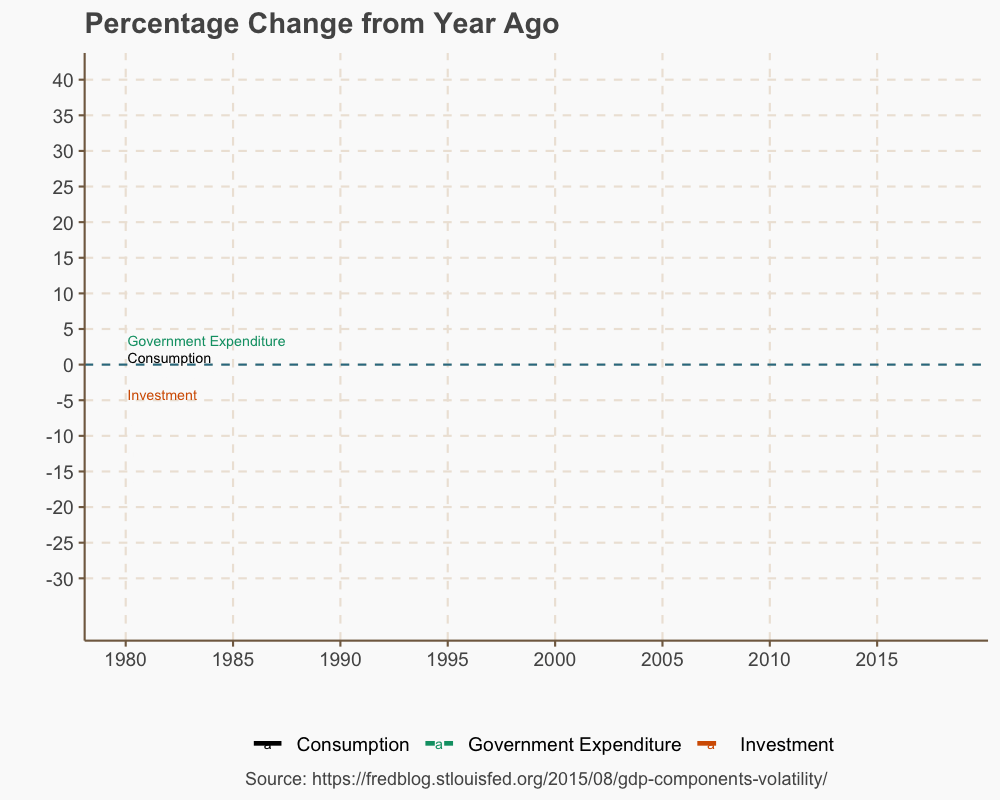 Percentage Change from Year Ago
40
35
30
25
20
15
10
5
Government Expenditure
Consumption
0
Investment
-5
-10
-15
-20
-25
-30
1980 1985 1990 1995 2000 2005 2010 2015
a Consumption a Government Expenditure a Investment
Source: https://fredblog.stlouisfed.org/2015/08/gdp-components-volatility/